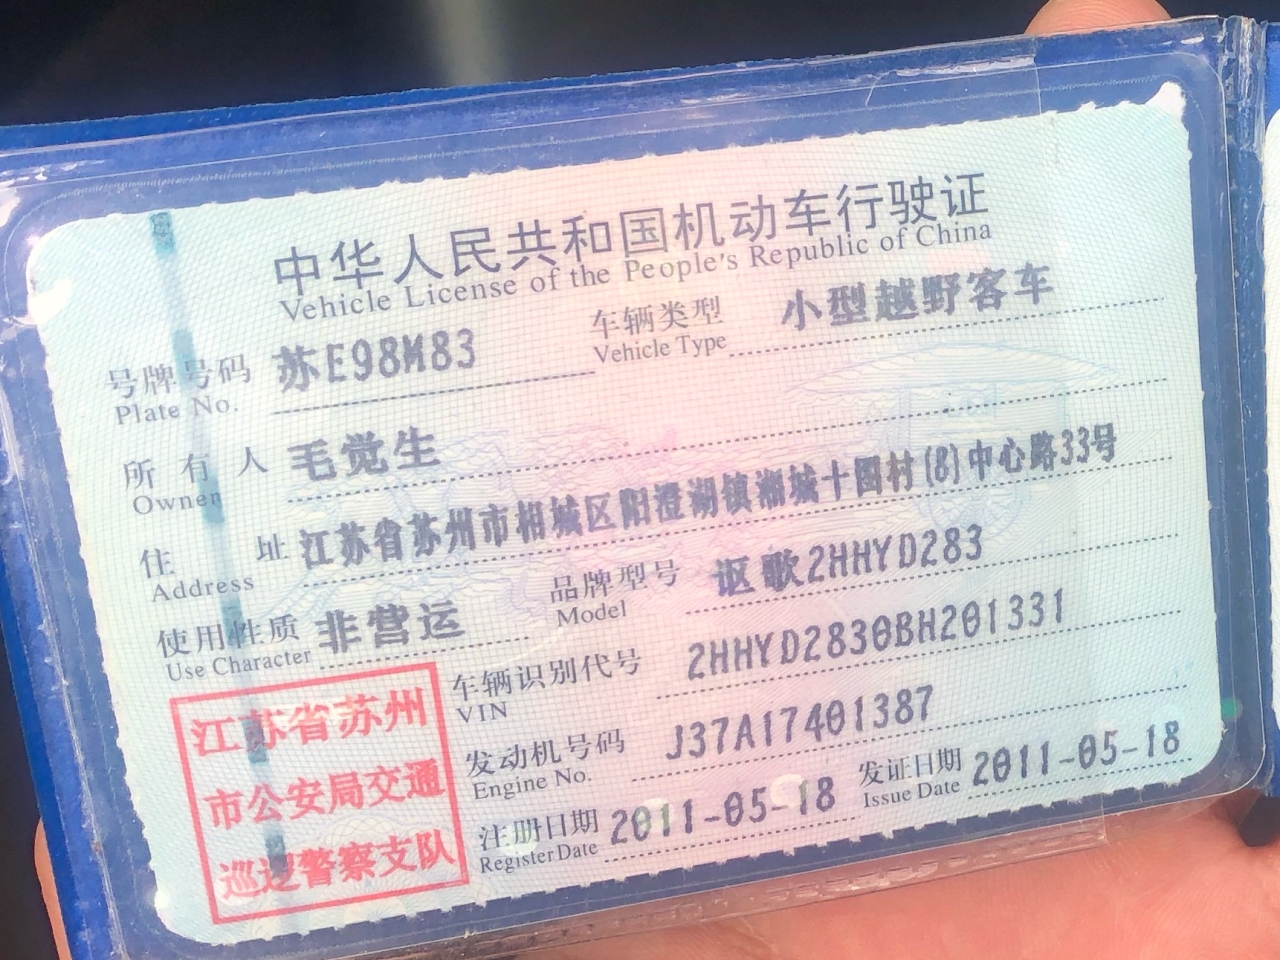 中华人民共和国机动车行驶证
Vehicle License of the People's Republic of China
号牌号码 苏E98M83 车辆类型 小型越野客车
Plate No. Vehicle Type
所有人 毛觉生
Owner
住址 江苏省苏州市相城区阳澄湖镇湘城十图村(8)中心路33号
Address
使用性质 非营运 品牌型号 讴歌2HHYD283
Use Character Model
车辆识别代号 2HHYD2830BH201331
VIN
发动机号码 J37A17401387
Engine No.
注册日期 2011-05-18 发证日期 2011-05-18
Register Date Issue Date
江苏省苏州
市公安局交通
巡逻警察支队